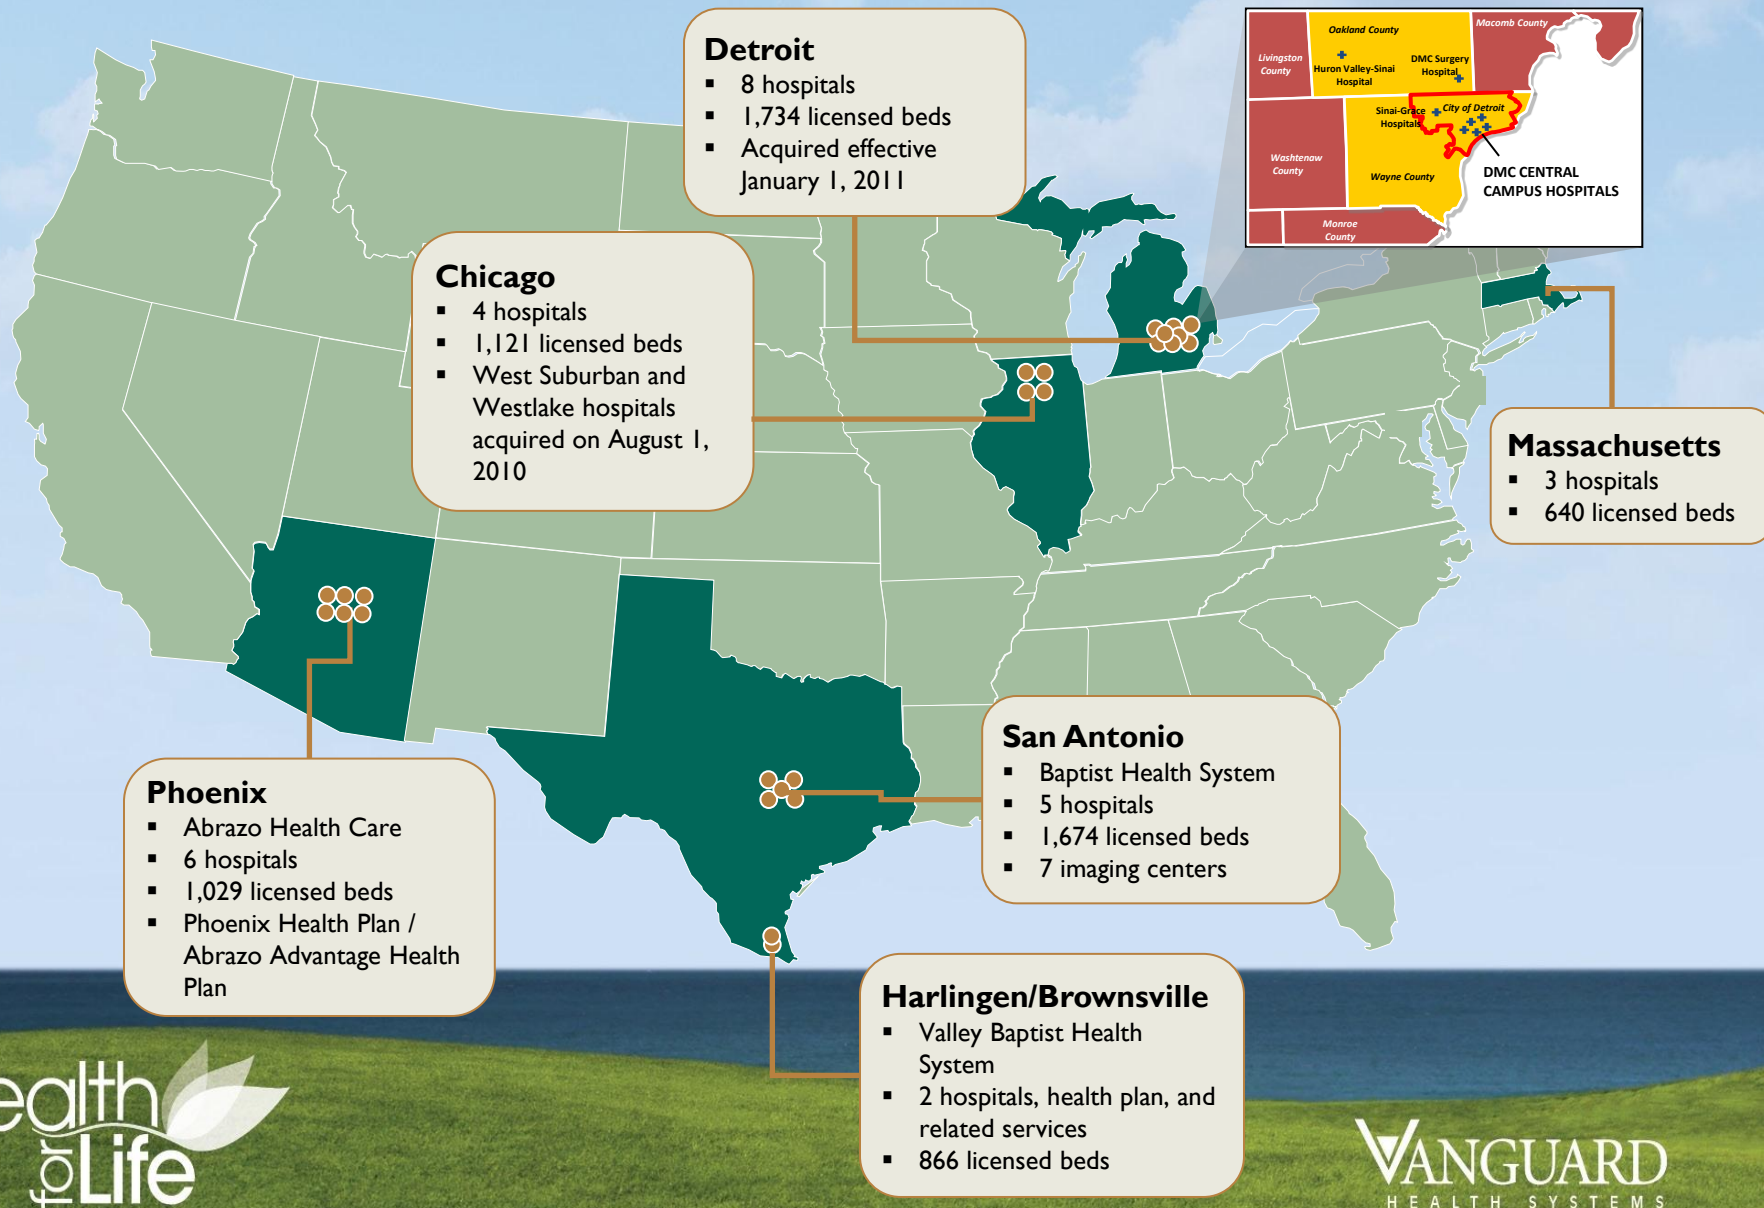 Detroit
▪ 8 hospitals
▪ 1,734 licensed beds
▪ Acquired effective
January 1, 2011
Oakland County
Macomb County
Livingston
County
Huron Valley-Sinai
Hospital
DMC Surgery
Hospital
Sinai-Grace
Hospitals
City of Detroit
Washtenaw
County
Wayne County
DMC CENTRAL
CAMPUS HOSPITALS
Monroe
County
Chicago
▪ 4 hospitals
▪ 1,121 licensed beds
▪ West Suburban and
Westlake hospitals
acquired on August 1,
2010
Massachusetts
▪ 3 hospitals
▪ 640 licensed beds
Phoenix
▪ Abrazo Health Care
▪ 6 hospitals
▪ 1,029 licensed beds
▪ Phoenix Health Plan /
Abrazo Advantage Health
Plan
San Antonio
▪ Baptist Health System
▪ 5 hospitals
▪ 1,674 licensed beds
▪ 7 imaging centers
Harlingen/Brownsville
▪ Valley Baptist Health
System
▪ 2 hospitals, health plan, and
related services
▪ 866 licensed beds
ealth
for Life
VANGUARD
HEALTH SYSTEMS